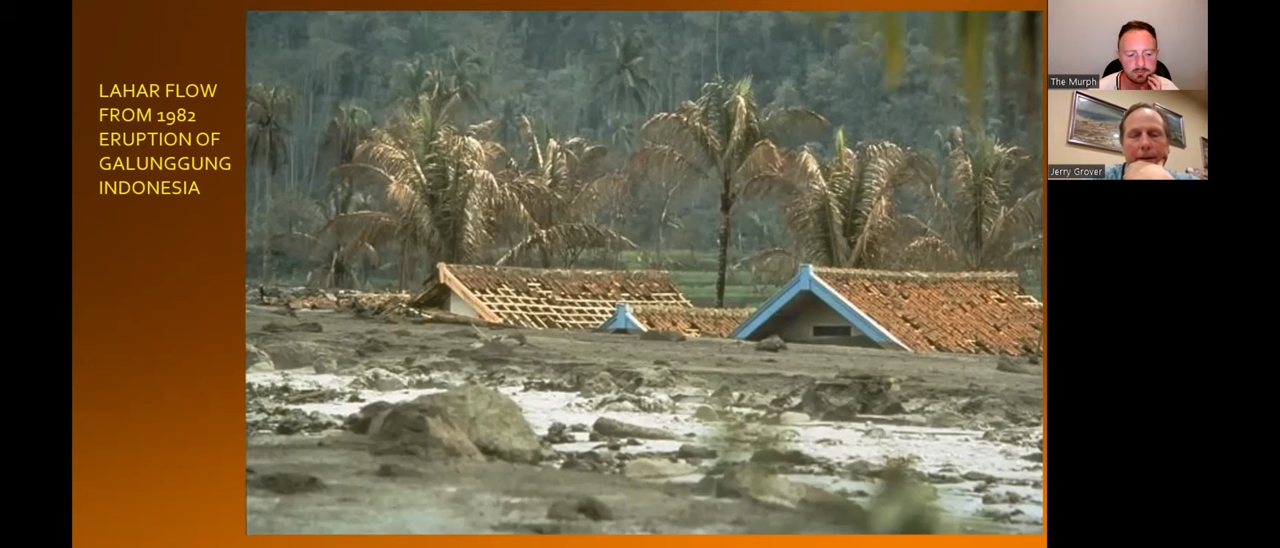 LAHAR FLOW
FROM 1982
ERUPTION OF
GALUNGGUNG
INDONESIA
The Murph
Jerry Grover